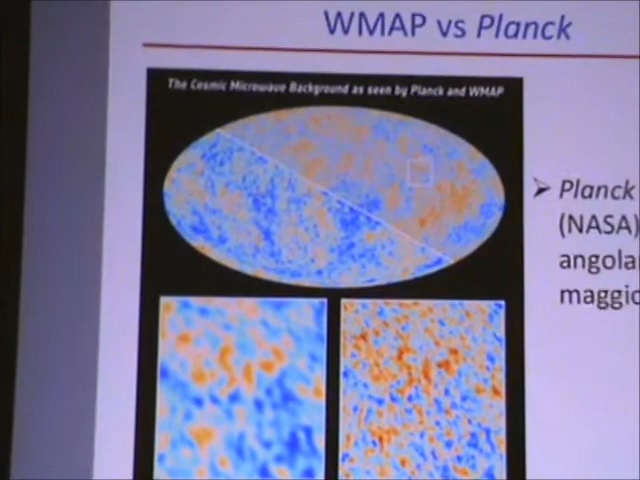 WMAP vs Planck
The Cosmic Microwave Background as seen by Planck and WMAP
➢ Planck
(NASA)
angola
maggio